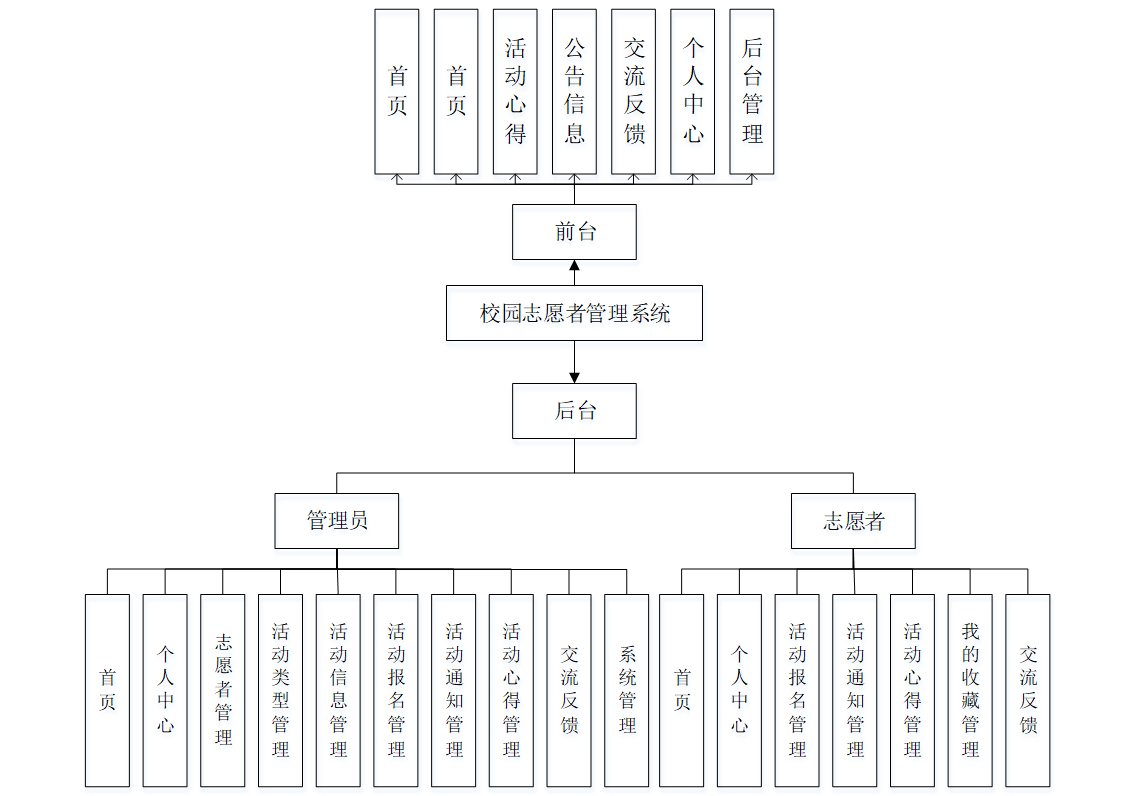 首页
首页
活动心得
公告信息
交流反馈
个人中心
后台管理
前台
校园志愿者管理系统
后台
管理员
志愿者
首页
个人中心
志愿者管理
活动类型管理
活动信息管理
活动报名管理
活动通知管理
活动心得管理
交流反馈
系统管理
首页
个人中心
活动报名管理
活动通知管理
活动心得管理
我的收藏管理
交流反馈